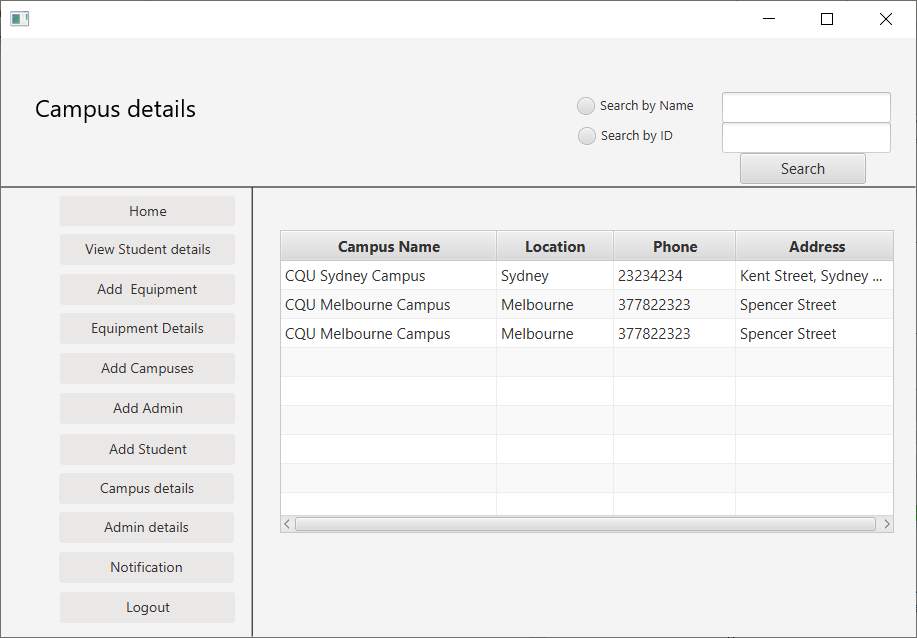 Campus details
Search by Name
Search by ID
Search
Home
View Student details
Add  Equipment
Equipment Details
Add Campuses
Add Admin
Add Student
Campus details
Admin details
Notification
Logout
Campus Name Location Phone Address
CQU Sydney Campus Sydney 23234234 Kent Street, Sydney ...
CQU Melbourne Campus Melbourne 377822323 Spencer Street
CQU Melbourne Campus Melbourne 377822323 Spencer Street